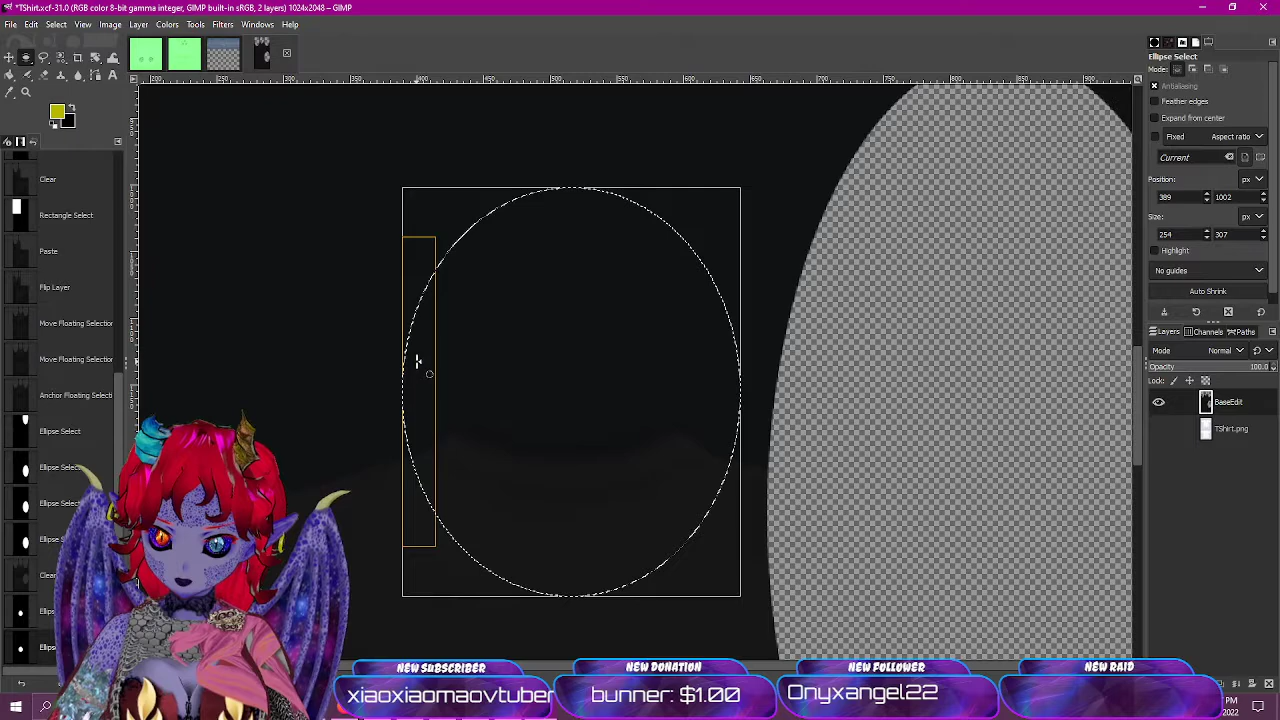 *TShirt.xcf-31.0 (RGB color 8-bit gamma integer, GIMP built-in sRGB, 2 layers) 1024x2048 – GIMP
File Edit Select View Image Layer Colors Tools Filters Windows Help
Clear
Rectangle Select
Paste
Flip Layer
Move Floating Selection
Move Floating Selection
Anchor Floating Selection
Ellipse Select
Ellipse
Ellipse
Ellipse
Clea
Ellipse
Ellipse
Ellipse Select
Mode:
Antialiasing
Feather edges
Expand from center
Fixed Aspect ratio
Current
Position: px
389 1002
Size: px
254 307
Highlight
No guides
Auto Shrink
Layers Channels Paths
Mode Normal
Opacity 100.0
Lock:
BaseEdit
TShirt.png
NEW SUBSCRIBER
xiaoxiaomaovtuber
NEW DONATION
bunner: $1.00
NEW FOLLOWER
Onyxangel22
NEW RAID
PM